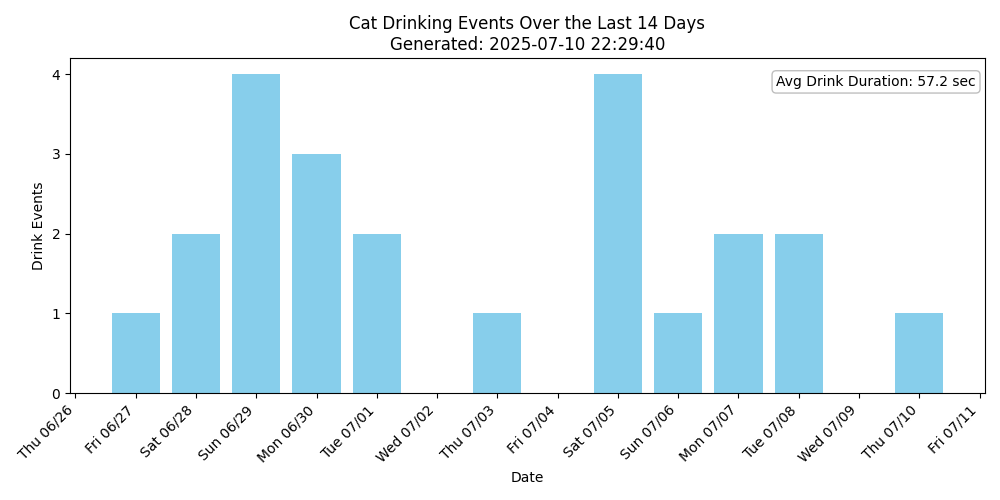 Cat Drinking Events Over the Last 14 Days
Generated: 2025-07-10 22:29:40
Avg Drink Duration: 57.2 sec
Drink Events
4
3
2
1
0
Thu 06/26
Fri 06/27
Sat 06/28
Sun 06/29
Mon 06/30
Tue 07/01
Wed 07/02
Thu 07/03
Fri 07/04
Sat 07/05
Sun 07/06
Mon 07/07
Tue 07/08
Wed 07/09
Thu 07/10
Fri 07/11
Date